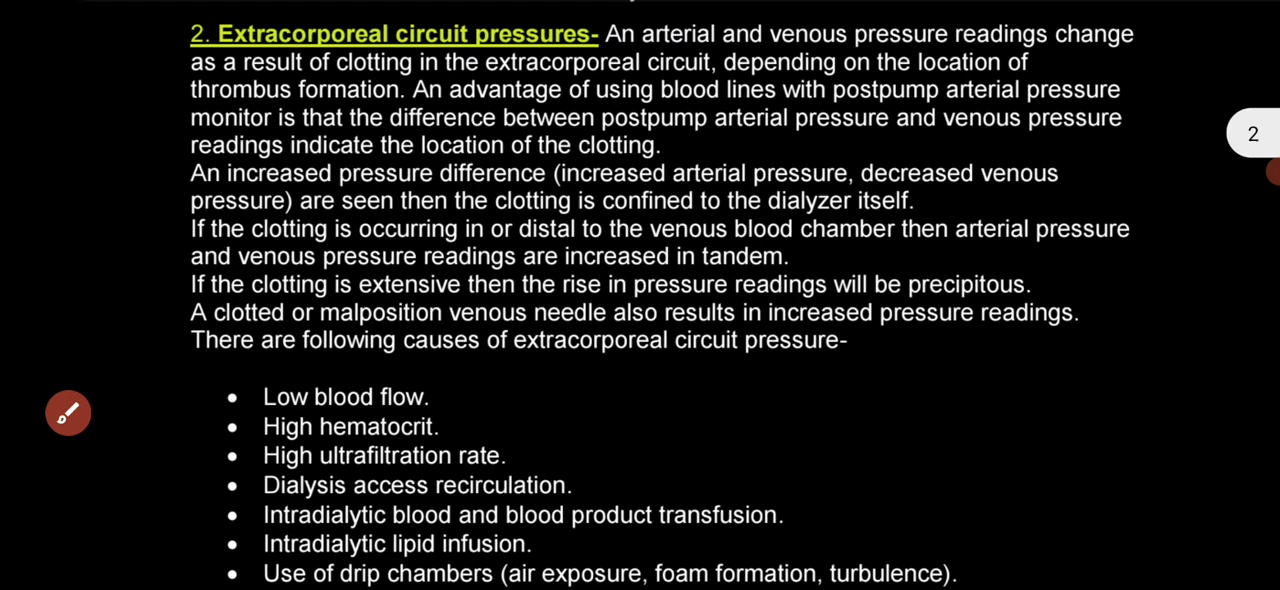 2. Extracorporeal circuit pressures- An arterial and venous pressure readings change
as a result of clotting in the extracorporeal circuit, depending on the location of
thrombus formation. An advantage of using blood lines with postpump arterial pressure
monitor is that the difference between postpump arterial pressure and venous pressure
readings indicate the location of the clotting.
An increased pressure difference (increased arterial pressure, decreased venous
pressure) are seen then the clotting is confined to the dialyzer itself.
If the clotting is occurring in or distal to the venous blood chamber then arterial pressure
and venous pressure readings are increased in tandem.
If the clotting is extensive then the rise in pressure readings will be precipitous.
A clotted or malposition venous needle also results in increased pressure readings.
There are following causes of extracorporeal circuit pressure-
• Low blood flow.
• High hematocrit.
• High ultrafiltration rate.
• Dialysis access recirculation.
• Intradialytic blood and blood product transfusion.
• Intradialytic lipid infusion.
• Use of drip chambers (air exposure, foam formation, turbulence).
2